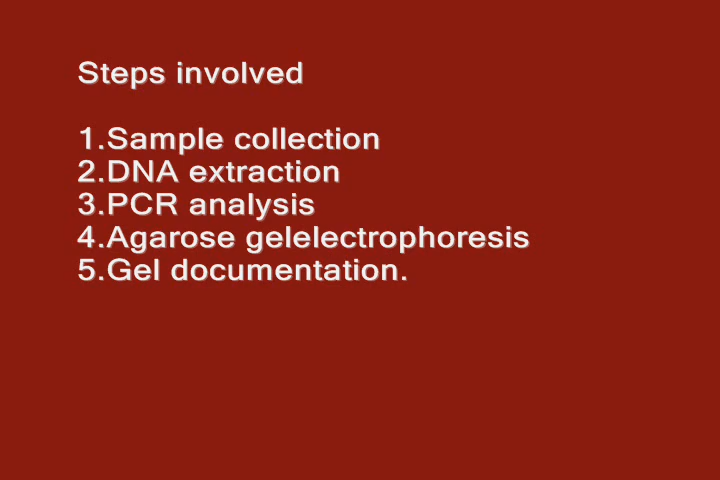 Steps involved
1.Sample collection
2.DNA extraction
3.PCR analysis
4.Agarose gelelectrophoresis
5.Gel documentation.